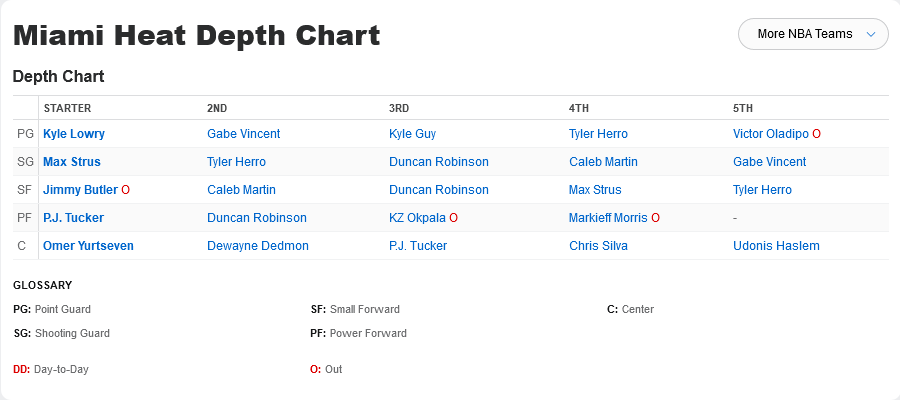 Miami Heat Depth Chart
More NBA Teams
Depth Chart
STARTER 2ND 3RD 4TH 5TH
PG Kyle Lowry Gabe Vincent Kyle Guy Tyler Herro Victor Oladipo O
SG Max Strus Tyler Herro Duncan Robinson Caleb Martin Gabe Vincent
SF Jimmy Butler O Caleb Martin Duncan Robinson Max Strus Tyler Herro
PF P.J. Tucker Duncan Robinson KZ Okpala O Markieff Morris O -
C Omer Yurtseven Dewayne Dedmon P.J. Tucker Chris Silva Udonis Haslem
GLOSSARY
PG: Point Guard SF: Small Forward C: Center
SG: Shooting Guard PF: Power Forward
DD: Day-to-Day O: Out